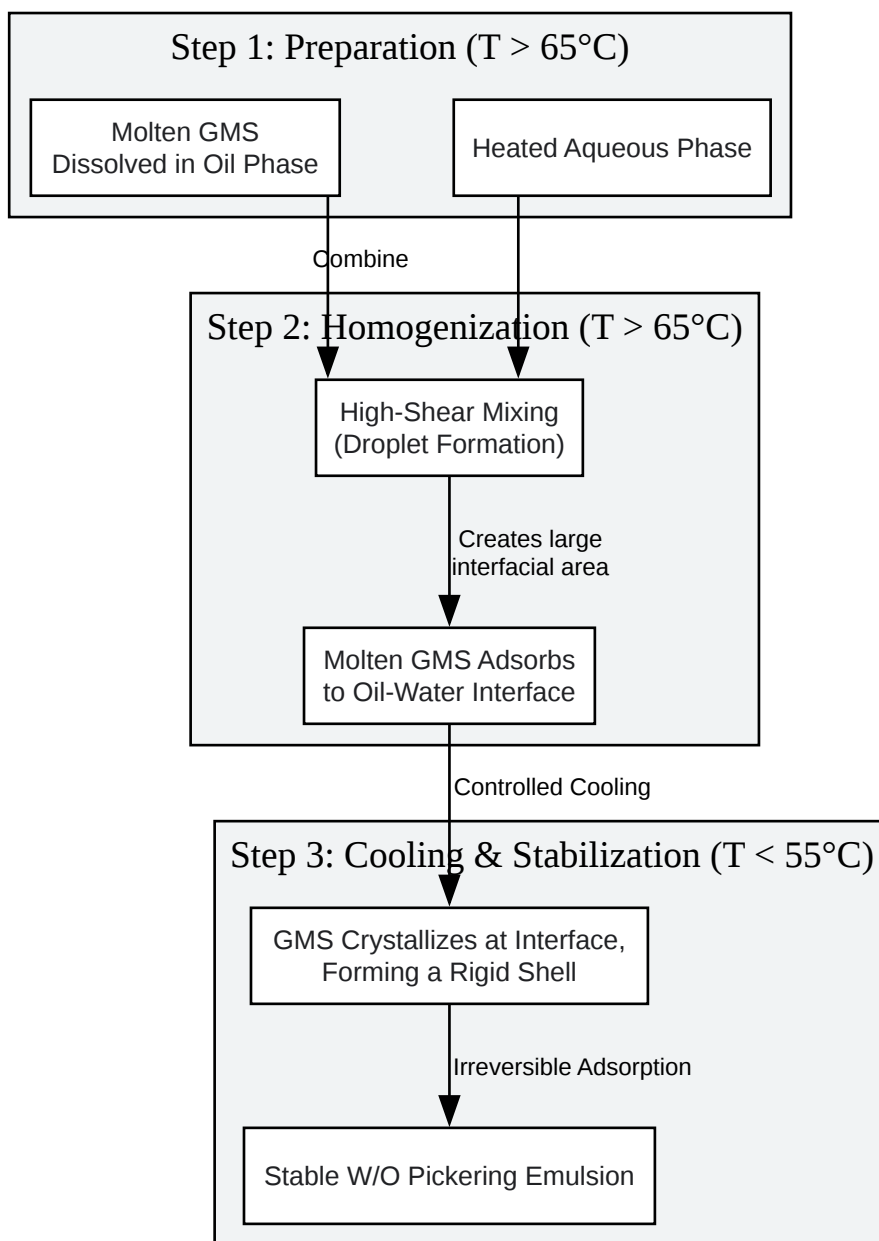 Step 1: Preparation (T > 65°C)
Molten GMS
Dissolved in Oil Phase
Heated Aqueous Phase
Combine
Step 2: Homogenization (T > 65°C)
High-Shear Mixing
(Droplet Formation)
Creates large
interfacial area
Molten GMS Adsorbs
to Oil-Water Interface
Controlled Cooling
Step 3: Cooling & Stabilization (T < 55°C)
GMS Crystallizes at Interface,
Forming a Rigid Shell
Irreversible Adsorption
Stable W/O Pickering Emulsion